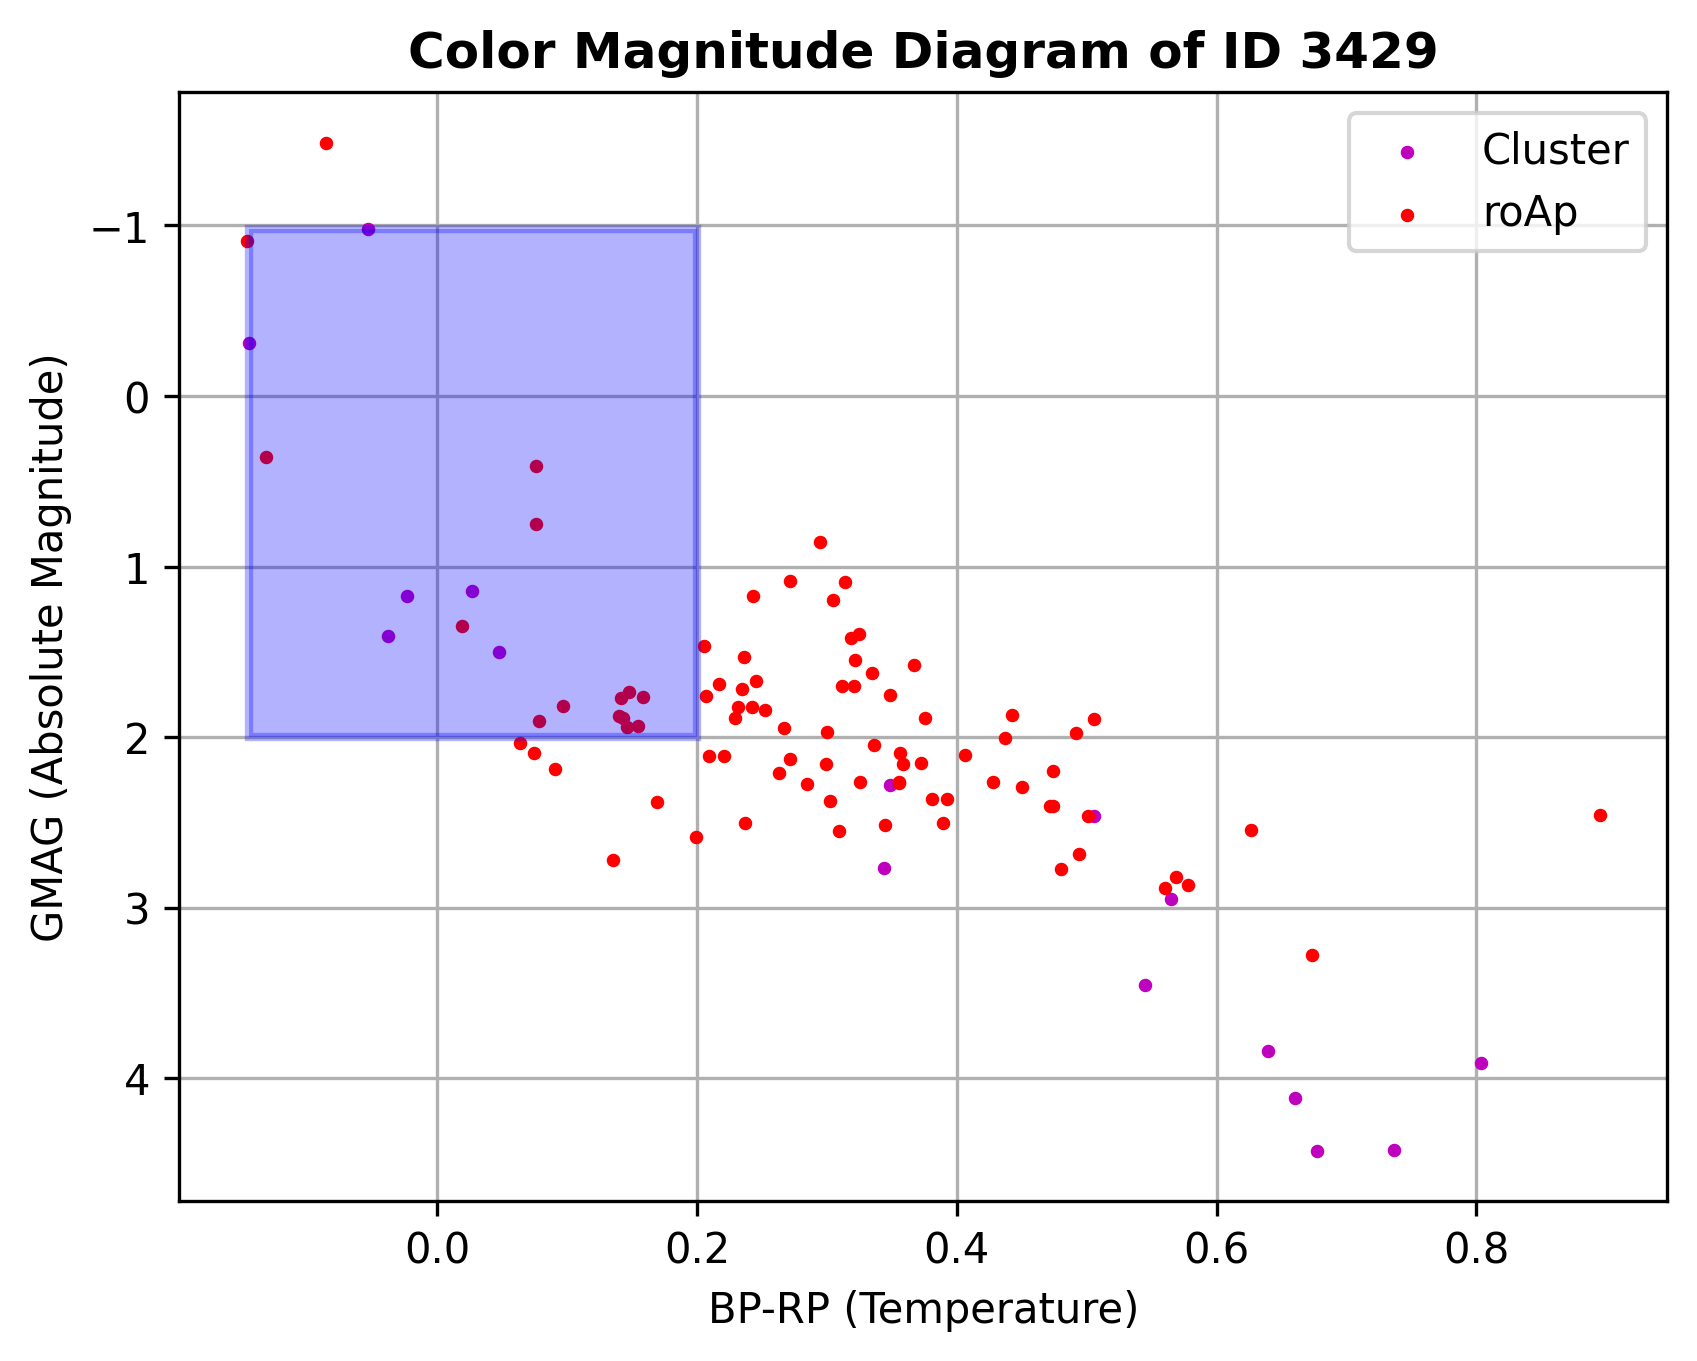 Color Magnitude Diagram of ID 3429
Cluster
roAp
GMAG (Absolute Magnitude)
−1
0
1
2
3
4
0.0 0.2 0.4 0.6 0.8
BP-RP (Temperature)